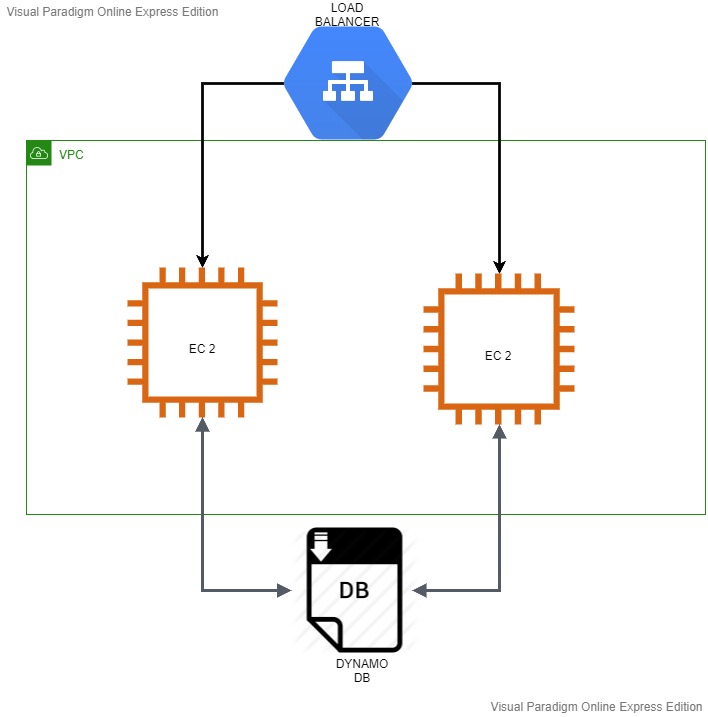 Visual Paradigm Online Express Edition
LOAD
BALANCER
VPC
EC 2
EC 2
DB
DYNAMO
DB
Visual Paradigm Online Express Edition